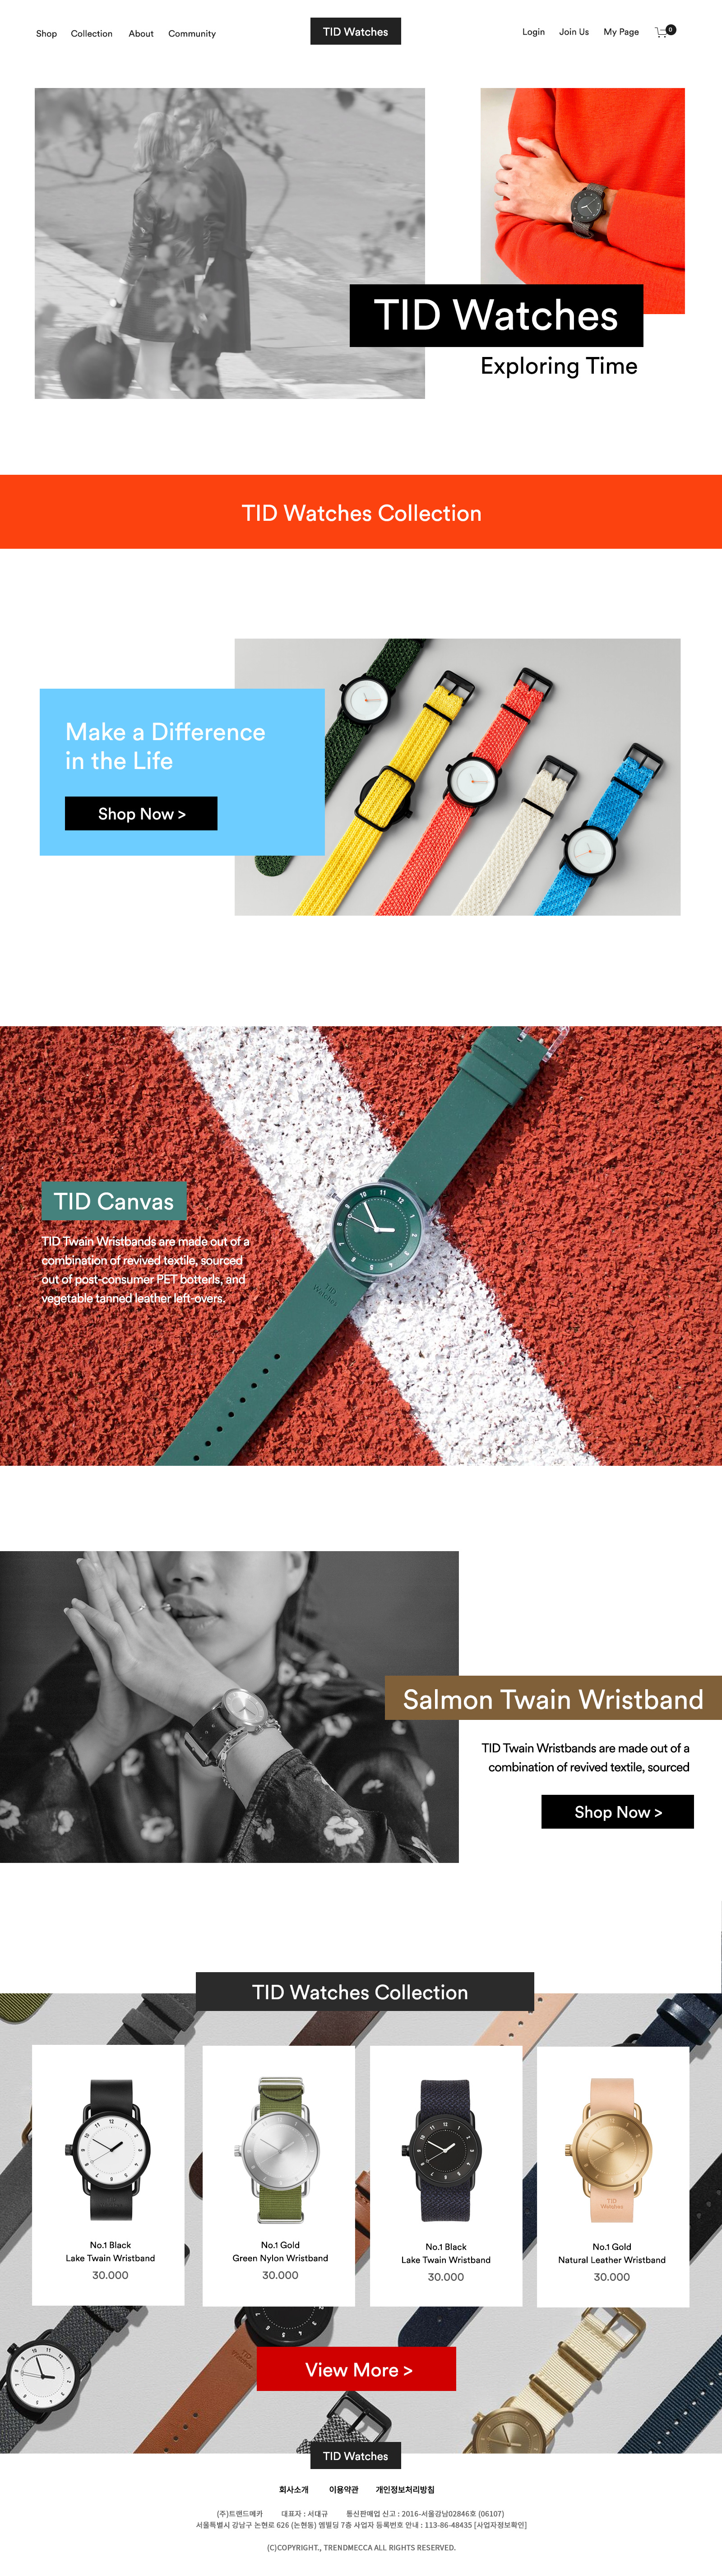 Shop Collection About Community
TID Watches
Login Join Us My Page 0
TID Watches
Exploring Time
TID Watches Collection
Make a Difference
in the Life
Shop Now >
TID Canvas
TID Twain Wristbands are made out of a
combination of revived textile, sourced
out of post-consumer PET botterls, and
vegetable tanned leather left-overs.
Salmon Twain Wristband
TID Twain Wristbands are made out of a
combination of revived textile, sourced
Shop Now >
TID Watches Collection
No.1 Black
Lake Twain Wristband
30.000
No.1 Gold
Green Nylon Wristband
30.000
No.1 Black
Lake Twain Wristband
30.000
TID
Watches
No.1 Gold
Natural Leather Wristband
30.000
View More >
TID Watches
회사소개 이용약관 개인정보처리방침
(주)트랜드메카 대표자 : 서대규 통신판매업 신고 : 2016-서울강남02846호 (06107)
서울특별시 강남구 논현로 626 (논현동) 엠빌딩 7층 사업자 등록번호 안내 : 113-86-48435 [사업자정보확인]
(C)COPYRIGHT., TRENDMECCA ALL RIGHTS RESERVED.